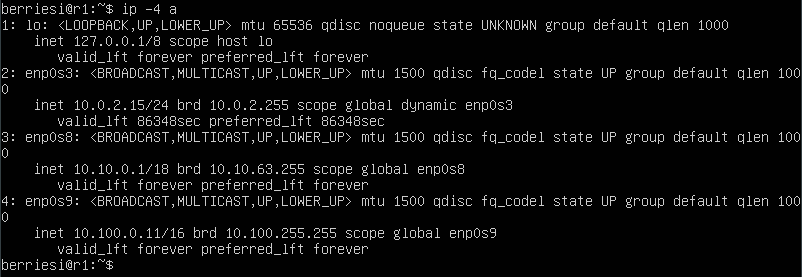 berriesi@r1:~$ ip -4 a
1: lo: <LOOPBACK,UP,LOWER_UP> mtu 65536 qdisc noqueue state UNKNOWN group default qlen 1000
    inet 127.0.0.1/8 scope host lo
       valid_lft forever preferred_lft forever
2: enp0s3: <BROADCAST,MULTICAST,UP,LOWER_UP> mtu 1500 qdisc fq_codel state UP group default qlen 100
0
    inet 10.0.2.15/24 brd 10.0.2.255 scope global dynamic enp0s3
       valid_lft 86348sec preferred_lft 86348sec
3: enp0s8: <BROADCAST,MULTICAST,UP,LOWER_UP> mtu 1500 qdisc fq_codel state UP group default qlen 100
0
    inet 10.10.0.1/18 brd 10.10.63.255 scope global enp0s8
       valid_lft forever preferred_lft forever
4: enp0s9: <BROADCAST,MULTICAST,UP,LOWER_UP> mtu 1500 qdisc fq_codel state UP group default qlen 100
0
    inet 10.100.0.11/16 brd 10.100.255.255 scope global enp0s9
       valid_lft forever preferred_lft forever
berriesi@r1:~$